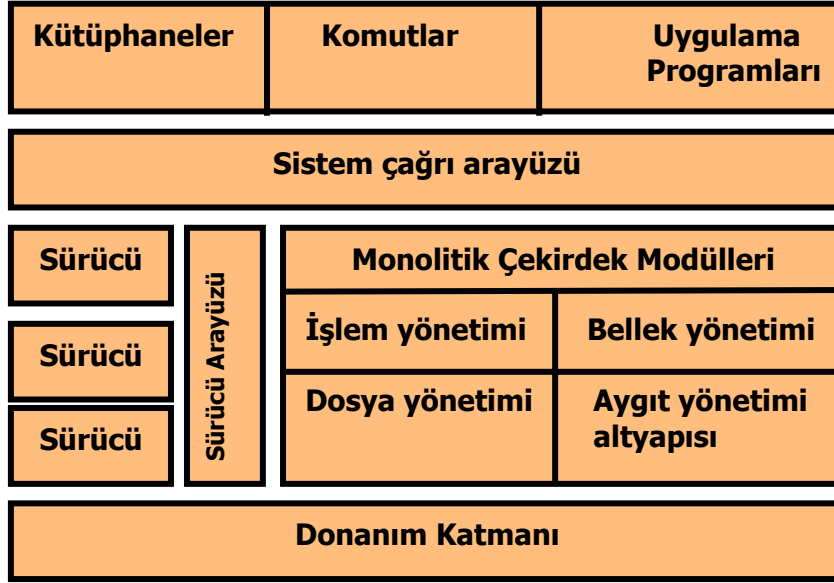 Kütüphaneler
Komutlar
Uygulama
Programları
Sistem çağrı arayüzü
Sürücü
Sürücü
Sürücü
Sürücü Arayüzü
Monolitik Çekirdek Modülleri
İşlem yönetimi
Bellek yönetimi
Dosya yönetimi
Aygıt yönetimi
altyapısı
Donanım Katmanı